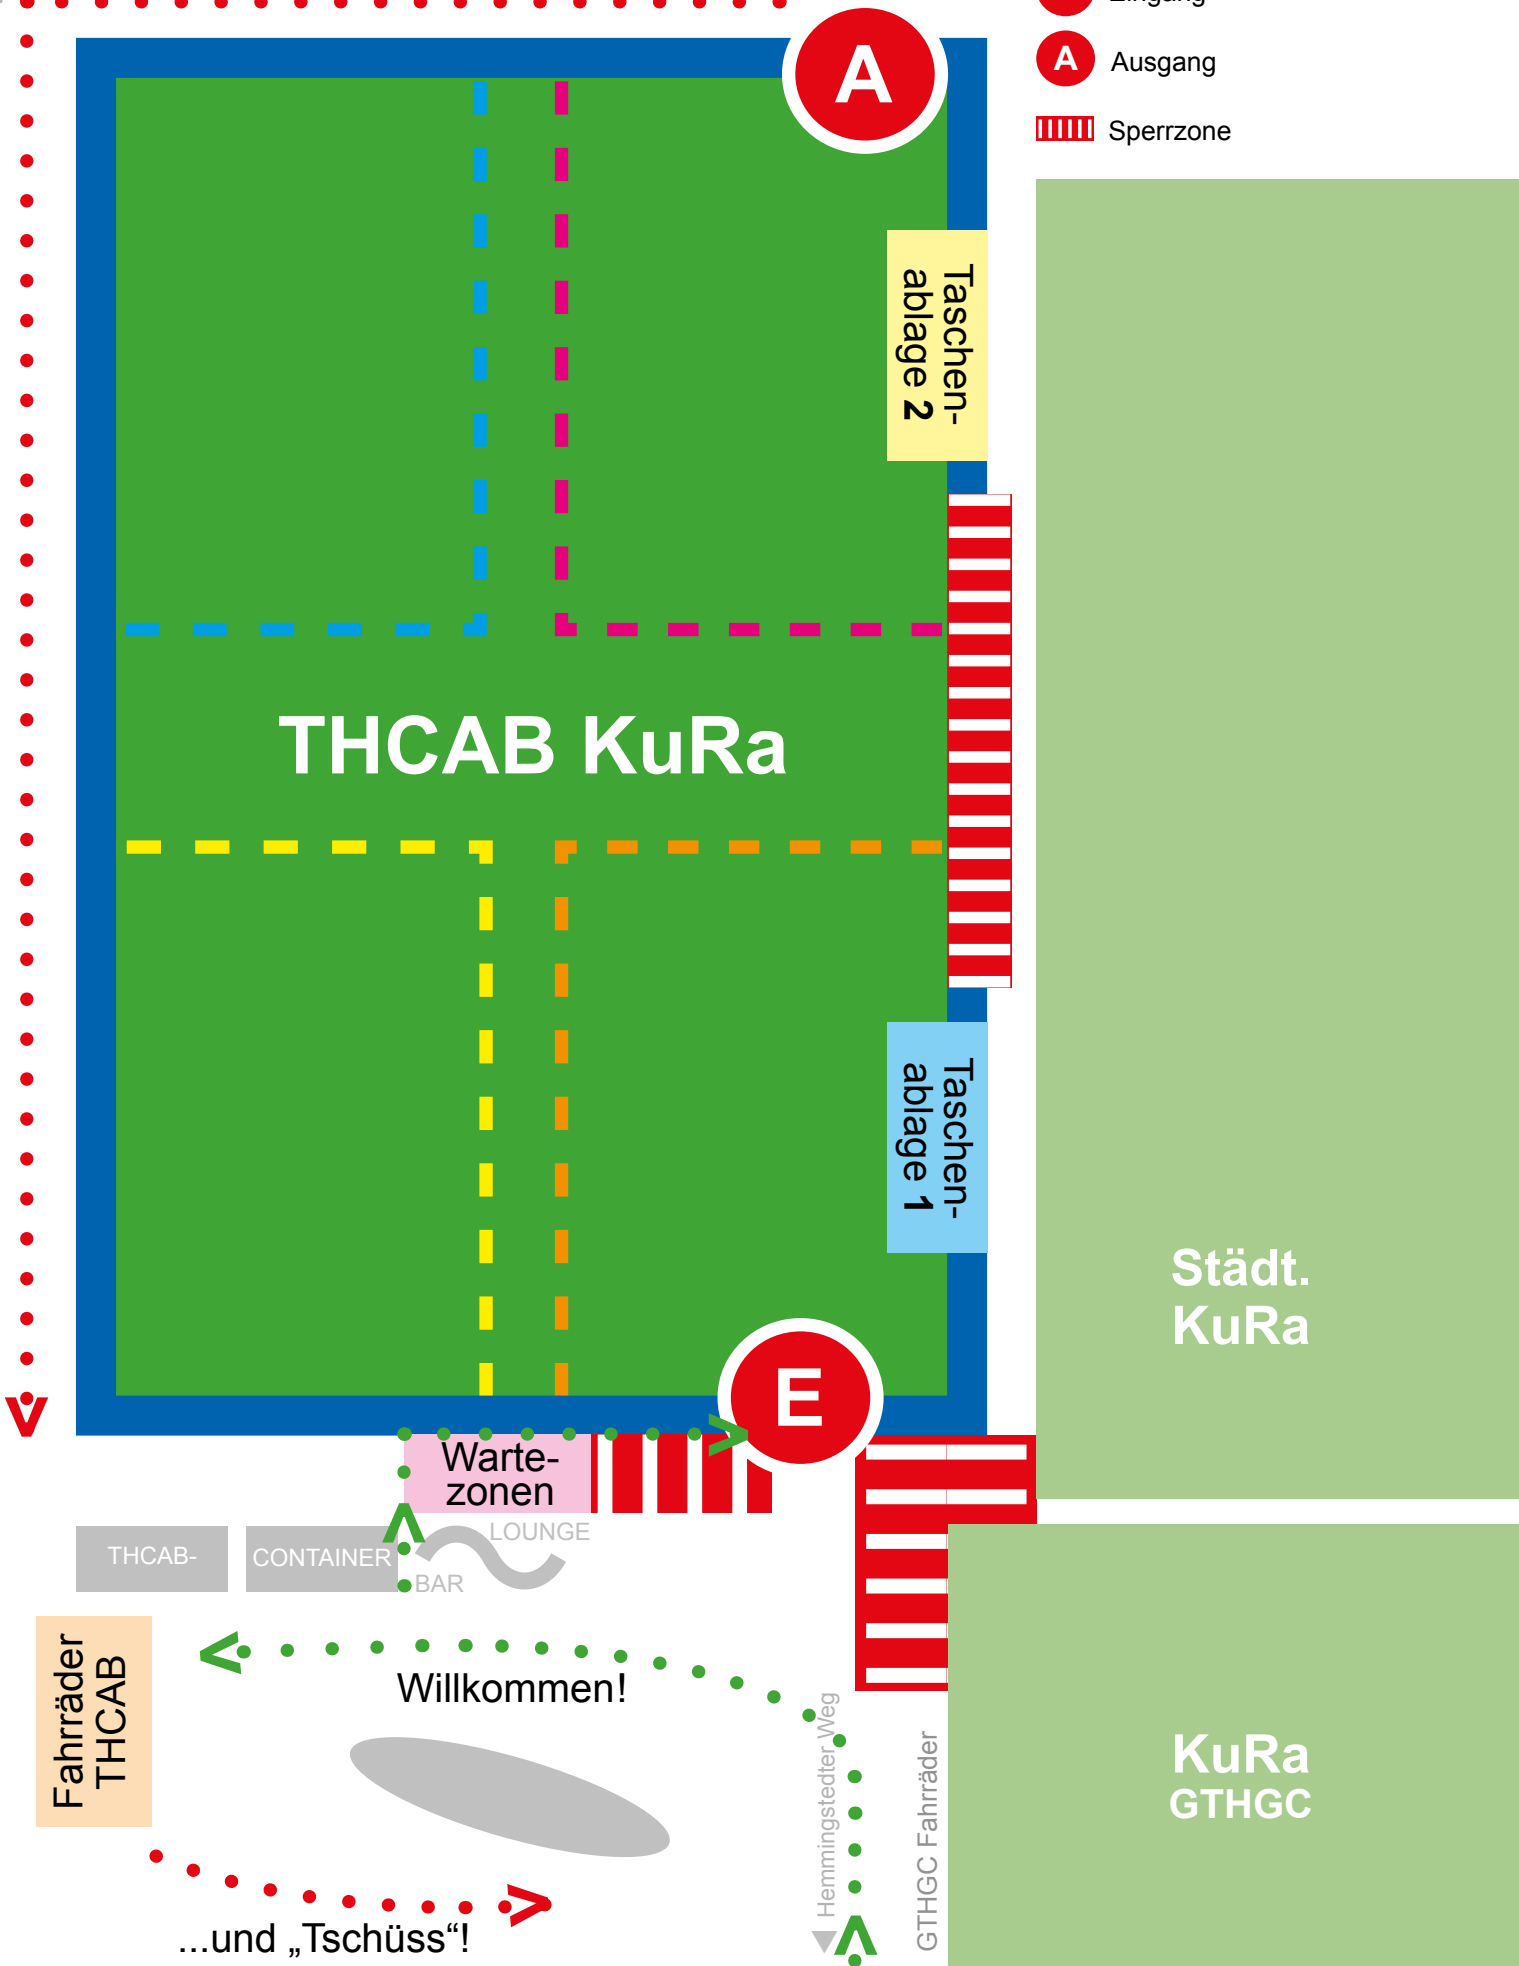 Eingang
A
A
Ausgang
Sperrzone
Taschen-
ablage 2
THCAB KuRa
Taschen-
ablage 1
Städt.
KuRa
E
Warte-
zonen
LOUNGE
THCAB-
CONTAINER
BAR
Fahrräder
THCAB
Willkommen!
Hemmingstedter Weg
GTHGC Fahrräder
KuRa
GTHGC
...und „Tschüss“!